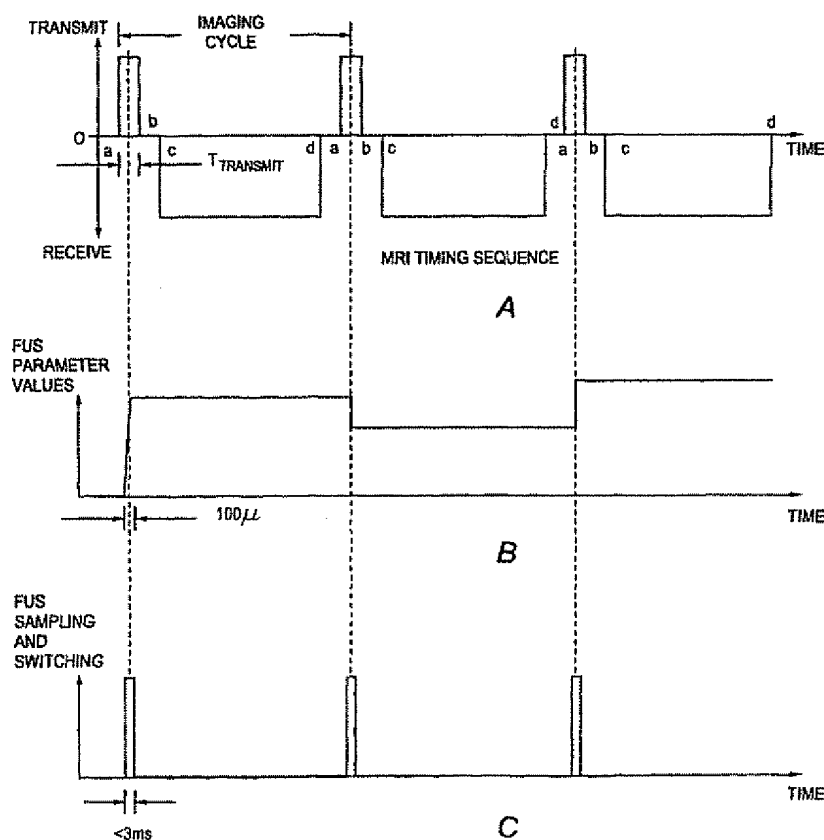 TRANSMIT
IMAGING
CYCLE
b d d
O TIME
a c d a b c a b c
T TRANSMIT
RECEIVE
MRI TIMING SEQUENCE
A
FUS
PARAMETER
VALUES
100μ
TIME
B
FUS
SAMPLING
AND
SWITCHING
TIME
<3ms
C